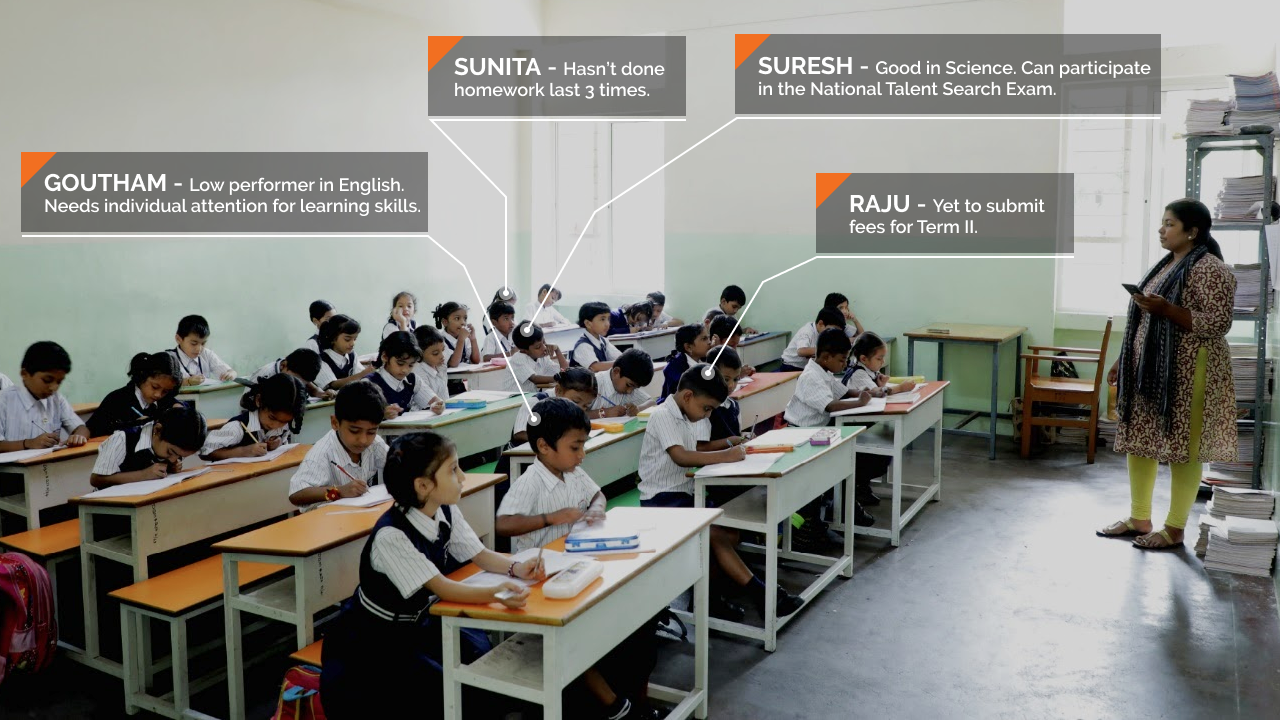 SUNITA - Hasn't done
homework last 3 times.
SURESH - Good in Science. Can participate
in the National Talent Search Exam.
GOUTHAM - Low performer in English.
Needs individual attention for learning skills.
RAJU - Yet to submit
fees for Term II.